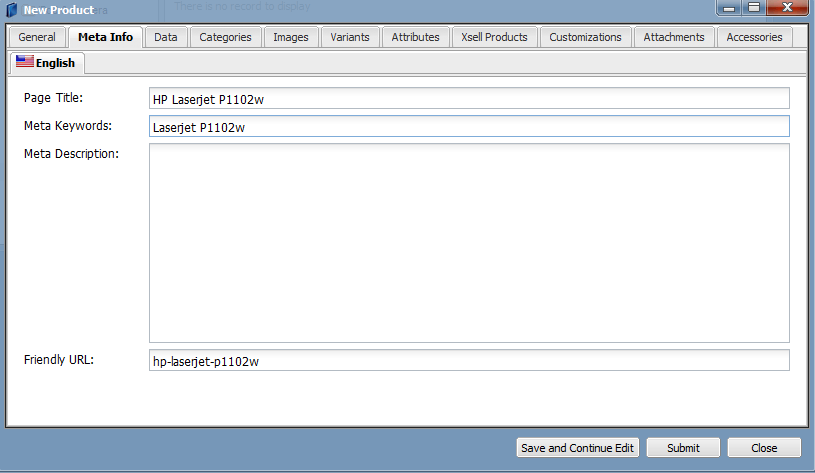 New Product
There is no record to display
General Meta Info Data Categories Images Variants Attributes Xsell Products Customizations Attachments Accessories
English
Page Title: HP Laserjet P1102w
Meta Keywords: Laserjet P1102w
Meta Description:
Friendly URL: hp-laserjet-p1102w
Save and Continue Edit Submit Close